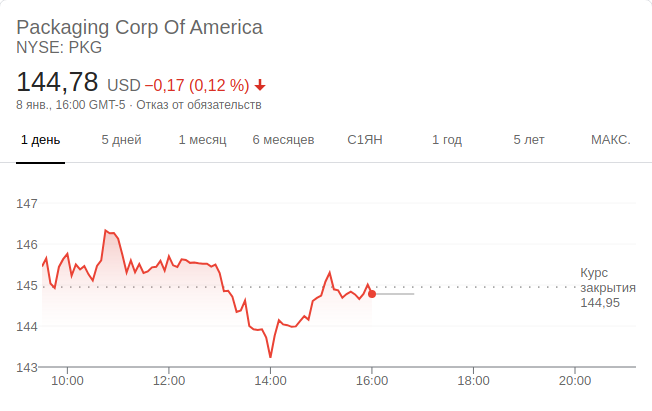 Packaging Corp Of America
NYSE: PKG
144,78 USD −0,17 (0,12 %)
8 янв., 16:00 GMT-5 · Отказ от обязательств
1 день 5 дней 1 месяц 6 месяцев С1ЯН 1 год 5 лет МАКС.
147
146
145
144
143
Курс
закрытия
144,95
10:00 12:00 14:00 16:00 18:00 20:00